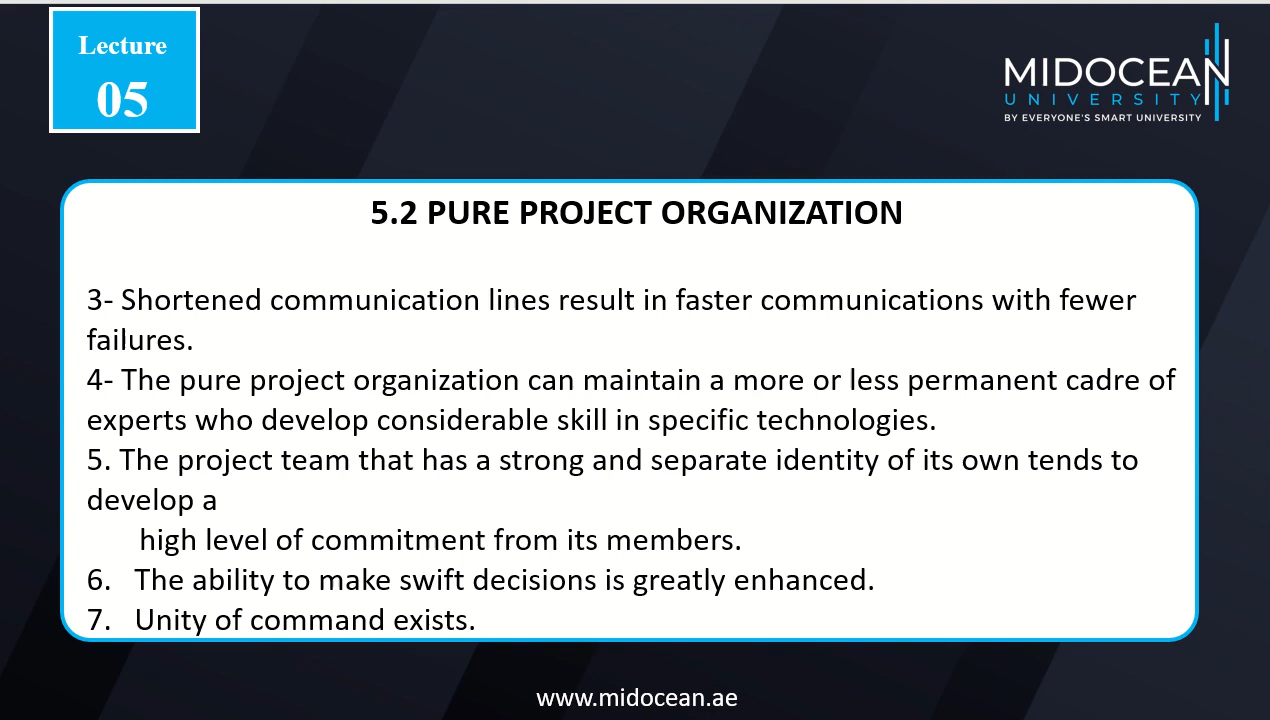 Lecture
05
MIDOCEAN
UNIVERSITY
BY EVERYONE'S SMART UNIVERSITY
5.2 PURE PROJECT ORGANIZATION
3- Shortened communication lines result in faster communications with fewer
failures.
4- The pure project organization can maintain a more or less permanent cadre of
experts who develop considerable skill in specific technologies.
5. The project team that has a strong and separate identity of its own tends to
develop a
high level of commitment from its members.
6. The ability to make swift decisions is greatly enhanced.
7. Unity of command exists.
www.midocean.ae